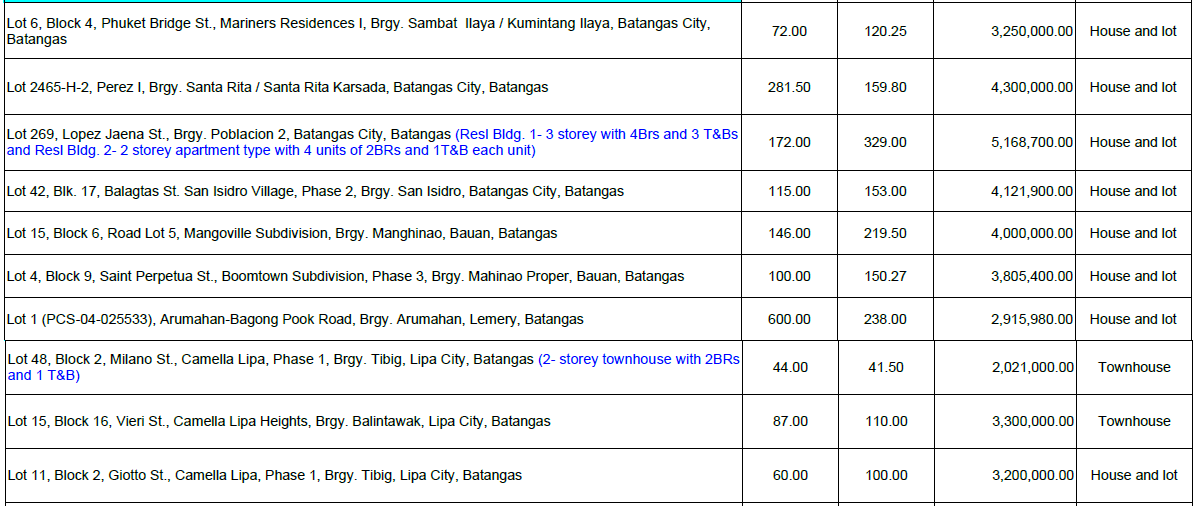 Lot 6, Block 4, Phuket Bridge St., Mariners Residences I, Brgy. Sambat Ilaya / Kumintang Ilaya, Batangas City,
Batangas
72.00 120.25 3,250,000.00 House and lot
Lot 2465-H-2, Perez I, Brgy. Santa Rita / Santa Rita Karsada, Batangas City, Batangas 281.50 159.80 4,300,000.00 House and lot
Lot 269, Lopez Jaena St., Brgy. Poblacion 2, Batangas City, Batangas (Resl Bldg. 1- 3 storey with 4Brs and 3 T&Bs
and Resl Bldg. 2- 2 storey apartment type with 4 units of 2BRs and 1T&B each unit)
172.00 329.00 5,168,700.00 House and lot
Lot 42, Blk. 17, Balagtas St. San Isidro Village, Phase 2, Brgy. San Isidro, Batangas City, Batangas 115.00 153.00 4,121,900.00 House and lot
Lot 15, Block 6, Road Lot 5, Mangoville Subdivision, Brgy. Manghinao, Bauan, Batangas 146.00 219.50 4,000,000.00 House and lot
Lot 4, Block 9, Saint Perpetua St., Boomtown Subdivision, Phase 3, Brgy. Mahinao Proper, Bauan, Batangas 100.00 150.27 3,805,400.00 House and lot
Lot 1 (PCS-04-025533), Arumahan-Bagong Pook Road, Brgy. Arumahan, Lemery, Batangas 600.00 238.00 2,915,980.00 House and lot
Lot 48, Block 2, Milano St., Camella Lipa, Phase 1, Brgy. Tibig, Lipa City, Batangas (2- storey townhouse with 2BRs
and 1 T&B)
44.00 41.50 2,021,000.00 Townhouse
Lot 15, Block 16, Vieri St., Camella Lipa Heights, Brgy. Balintawak, Lipa City, Batangas 87.00 110.00 3,300,000.00 Townhouse
Lot 11, Block 2, Giotto St., Camella Lipa, Phase 1, Brgy. Tibig, Lipa City, Batangas 60.00 100.00 3,200,000.00 House and lot